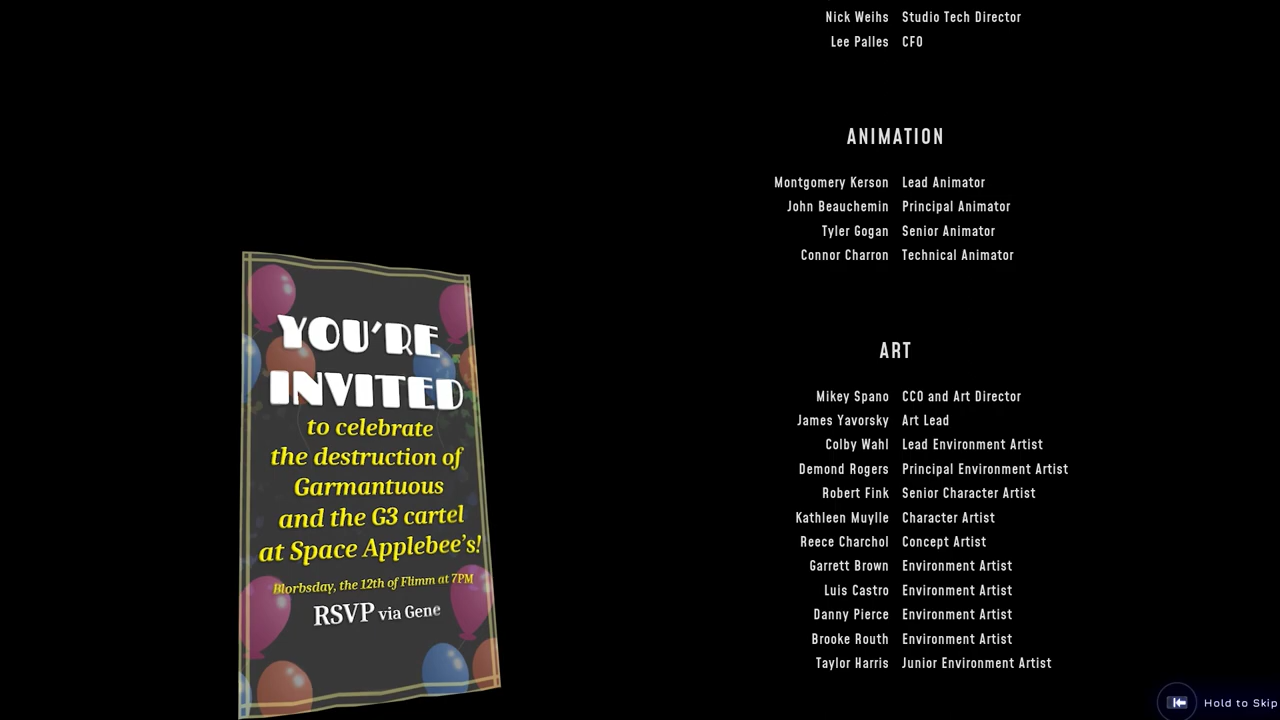 Nick Weihs Studio Tech Director
Lee Palles CFO
ANIMATION
Montgomery Kerson Lead Animator
John Beauchemin Principal Animator
Tyler Gogan Senior Animator
Connor Charron Technical Animator
ART
Mikey Spano CCO and Art Director
James Yavorsky Art Lead
Colby Wahl Lead Environment Artist
Demond Rogers Principal Environment Artist
Robert Fink Senior Character Artist
Kathleen Muylle Character Artist
Reece Charchol Concept Artist
Garrett Brown Environment Artist
Luis Castro Environment Artist
Danny Pierce Environment Artist
Brooke Routh Environment Artist
Taylor Harris Junior Environment Artist
YOU'RE
INVITED
to celebrate
the destruction of
Garmantuous
and the G3 cartel
at Space Applebee's!
Blorbsday, the 12th of Flimm at 7PM
RSVP via Gene
Hold to Skip